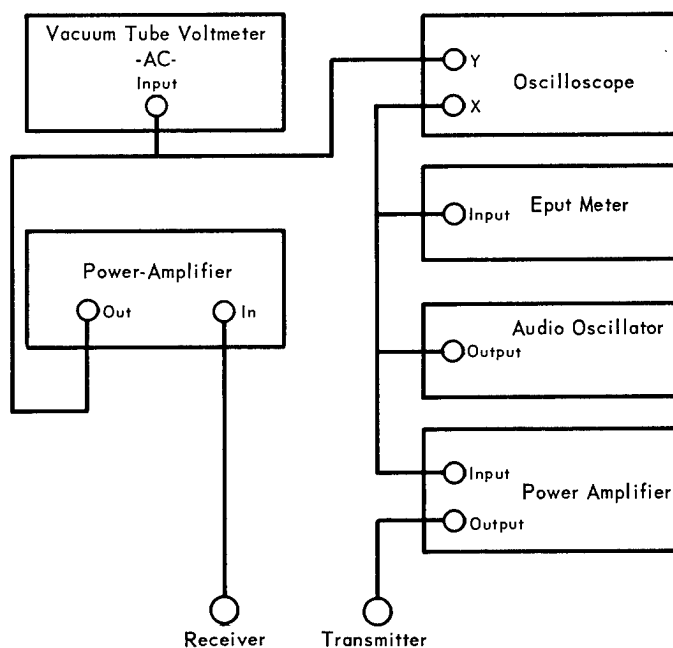 Vacuum Tube Voltmeter
-AC-
Input
Y
Oscilloscope
X
Eput Meter
Input
Power-Amplifier
Out
In
Audio Oscillator
Output
Input
Power Amplifier
Output
Receiver
Transmitter